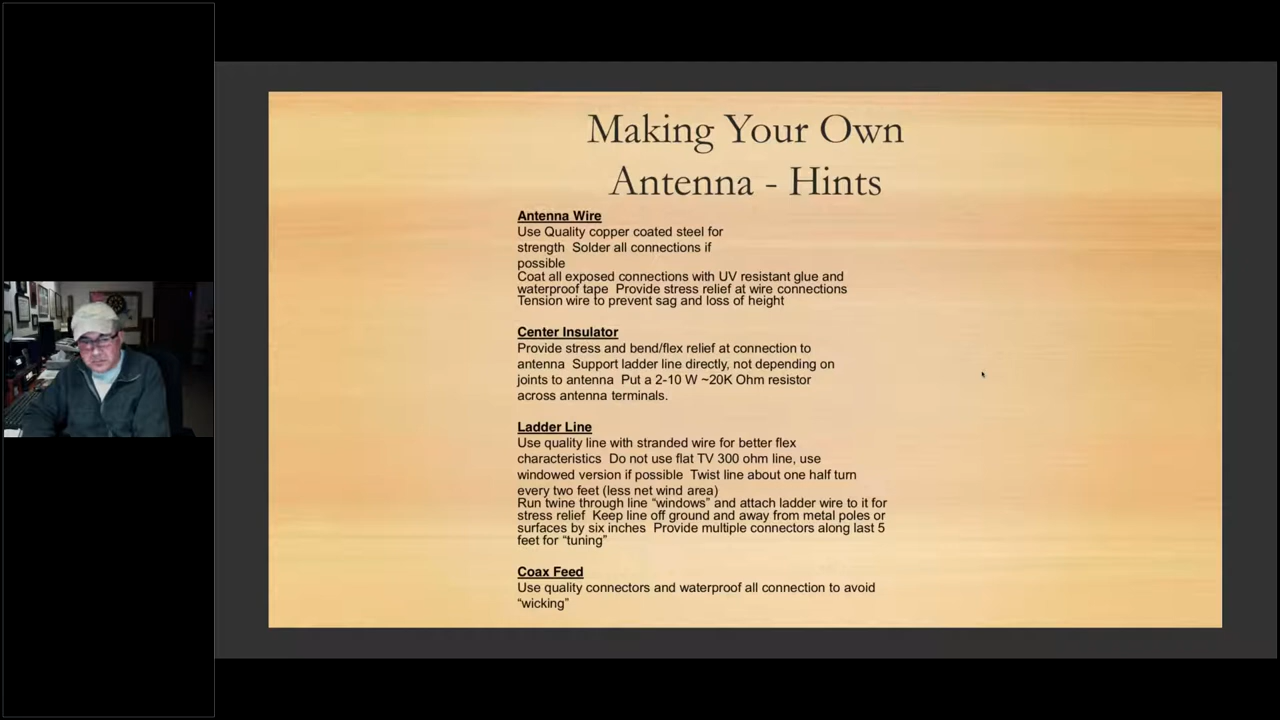 Making Your Own
Antenna - Hints
Antenna Wire
Use Quality copper coated steel for
strength  Solder all connections if
possible
Coat all exposed connections with UV resistant glue and
waterproof tape  Provide stress relief at wire connections
Tension wire to prevent sag and loss of height
Center Insulator
Provide stress and bend/flex relief at connection to
antenna  Support ladder line directly, not depending on
joints to antenna  Put a 2-10 W ~20K Ohm resistor
across antenna terminals.
Ladder Line
Use quality line with stranded wire for better flex
characteristics  Do not use flat TV 300 ohm line, use
windowed version if possible  Twist line about one half turn
every two feet (less net wind area)
Run twine through line “windows” and attach ladder wire to it for
stress relief  Keep line off ground and away from metal poles or
surfaces by six inches  Provide multiple connectors along last 5
feet for “tuning”
Coax Feed
Use quality connectors and waterproof all connection to avoid
“wicking”